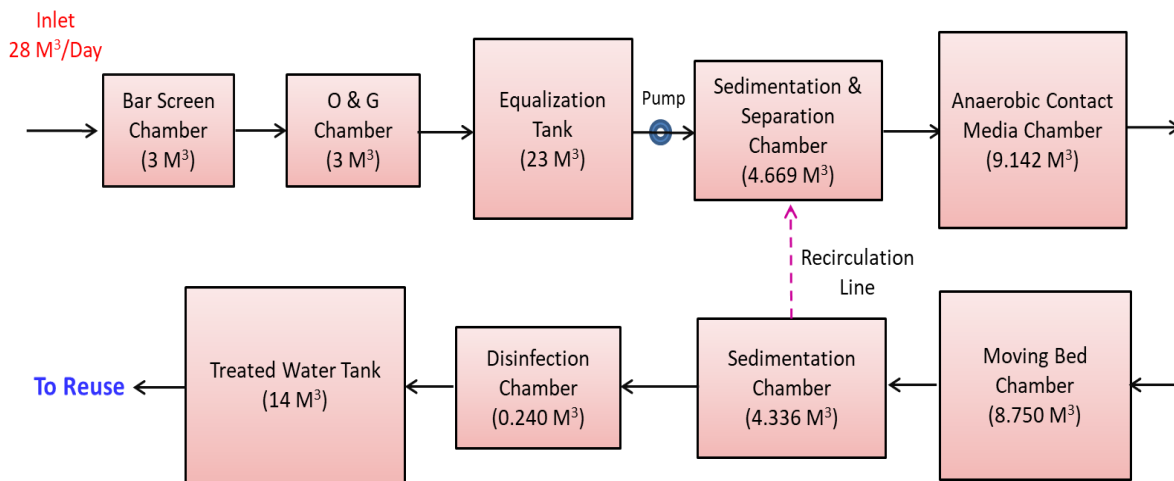 Inlet
28 M³/Day
Bar Screen
Chamber
(3 M³)
O & G
Chamber
(3 M³)
Equalization
Tank
(23 M³)
Pump
Sedimentation &
Separation
Chamber
(4.669 M³)
Anaerobic Contact
Media Chamber
(9.142 M³)
Recirculation
Line
To Reuse
Treated Water Tank
(14 M³)
Disinfection
Chamber
(0.240 M³)
Sedimentation
Chamber
(4.336 M³)
Moving Bed
Chamber
(8.750 M³)